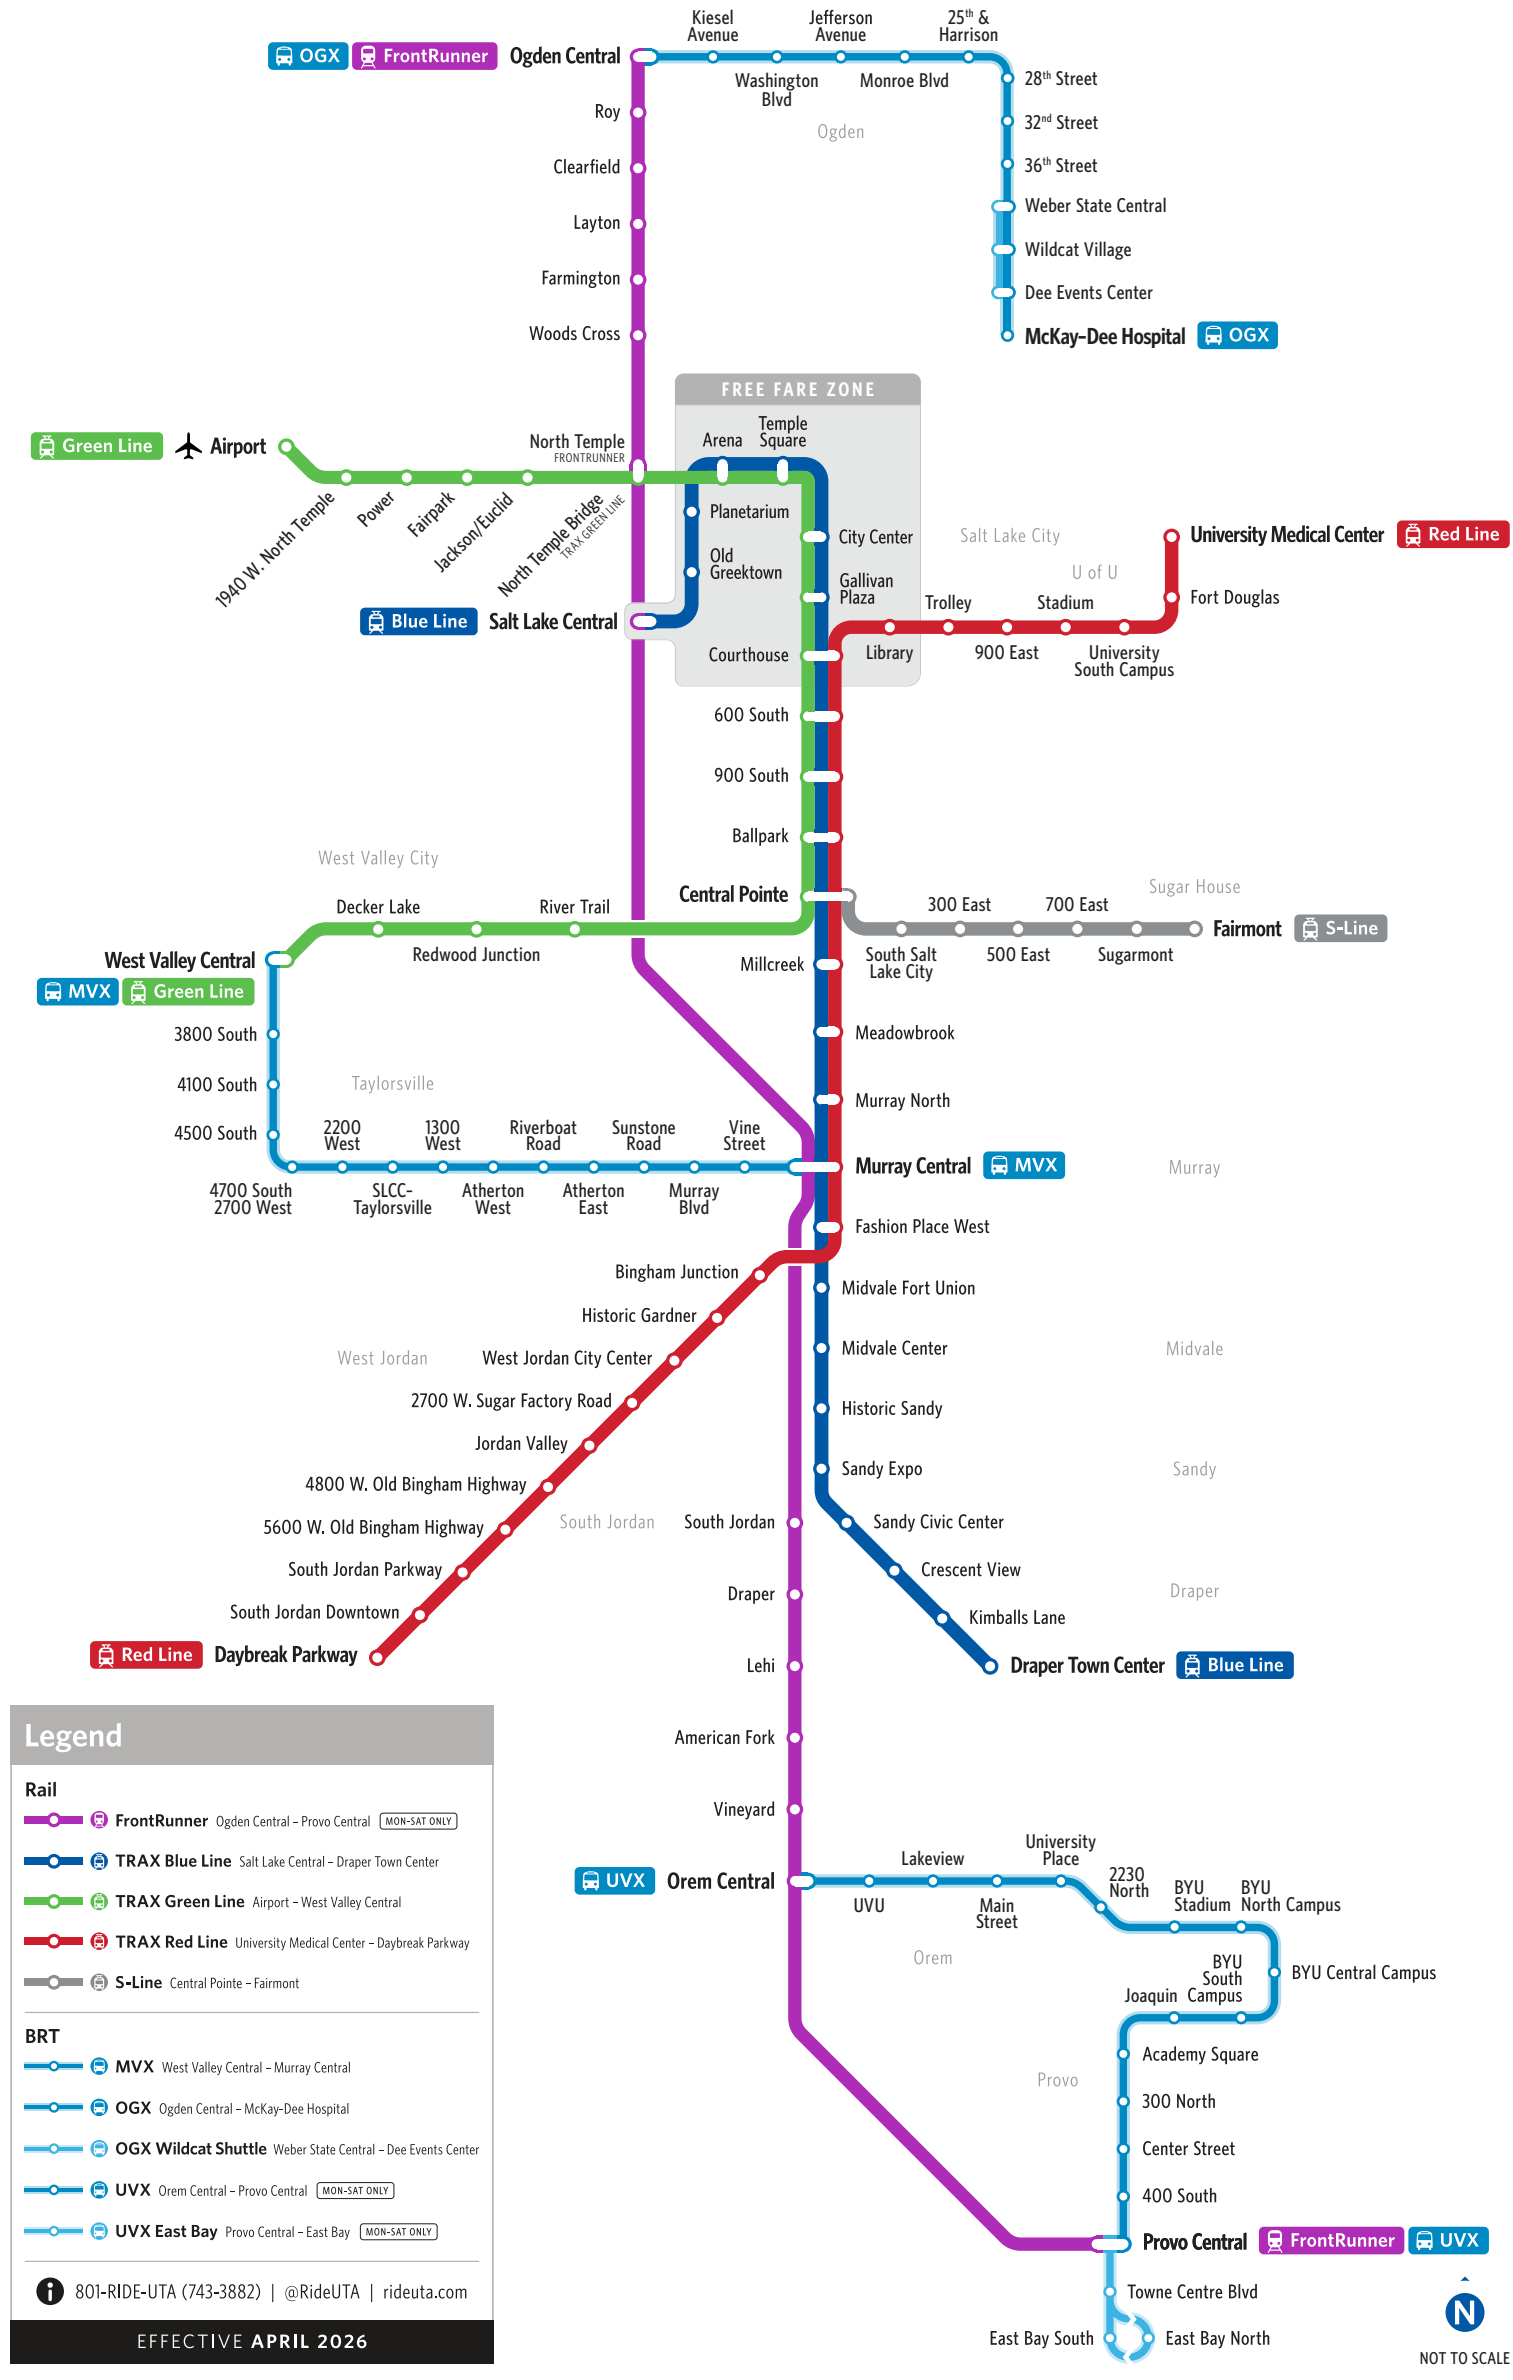 Kiesel
Avenue
Jefferson
Avenue
25th &
Harrison
OGX
FrontRunner
Ogden Central
Washington
Blvd
Monroe Blvd
28th Street
Roy
32nd Street
Ogden
Clearfield
36th Street
Weber State Central
Layton
Wildcat Village
Farmington
Dee Events Center
Woods Cross
McKay-Dee Hospital
OGX
FREE FARE ZONE
Green Line
Airport
North Temple
FRONTRUNNER
Arena
Temple
Square
1940 W. North Temple
Power
Fairpark
Jackson/Euclid
North Temple Bridge
TRAX GREEN LINE
Planetarium
Old
Greektown
City Center
Salt Lake City
University Medical Center
Red Line
U of U
Gallivan
Plaza
Trolley
Stadium
Fort Douglas
Blue Line
Salt Lake Central
Courthouse
Library
900 East
University
South Campus
600 South
900 South
Ballpark
West Valley City
Central Pointe
Sugar House
Decker Lake
River Trail
300 East
700 East
Fairmont
S-Line
Redwood Junction
South Salt
Lake City
500 East
Sugarmont
West Valley Central
Millcreek
MVX
Green Line
3800 South
Meadowbrook
4100 South
Taylorsville
Murray North
4500 South
2200
West
1300
West
Riverboat
Road
Sunstone
Road
Vine
Street
Murray Central
MVX
Murray
4700 South
2700 West
SLCC-
Taylorsville
Atherton
West
Atherton
East
Murray
Blvd
Fashion Place West
Bingham Junction
Midvale Fort Union
Historic Gardner
West Jordan
West Jordan City Center
Midvale Center
Midvale
2700 W. Sugar Factory Road
Historic Sandy
Jordan Valley
Sandy Expo
Sandy
4800 W. Old Bingham Highway
5600 W. Old Bingham Highway
South Jordan
South Jordan
Sandy Civic Center
South Jordan Parkway
Crescent View
Draper
Draper
South Jordan Downtown
Kimballs Lane
Red Line
Daybreak Parkway
Lehi
Draper Town Center
Blue Line
American Fork
Vineyard
UVX
Orem Central
Lakeview
University
Place
2230
North
BYU
Stadium
BYU
North Campus
UVU
Main
Street
Orem
BYU
South
Campus
Joaquin
BYU Central Campus
Academy Square
Provo
300 North
Center Street
400 South
Provo Central
FrontRunner
UVX
Towne Centre Blvd
East Bay South
East Bay North
N
NOT TO SCALE
Legend
Rail
FrontRunner Ogden Central – Provo Central MON-SAT ONLY
TRAX Blue Line Salt Lake Central – Draper Town Center
TRAX Green Line Airport – West Valley Central
TRAX Red Line University Medical Center – Daybreak Parkway
S-Line Central Pointe – Fairmont
BRT
MVX West Valley Central – Murray Central
OGX Ogden Central – McKay-Dee Hospital
OGX Wildcat Shuttle Weber State Central – Dee Events Center
UVX Orem Central – Provo Central MON-SAT ONLY
UVX East Bay Provo Central – East Bay MON-SAT ONLY
801-RIDE-UTA (743-3882) | @RideUTA | rideuta.com
EFFECTIVE APRIL 2026